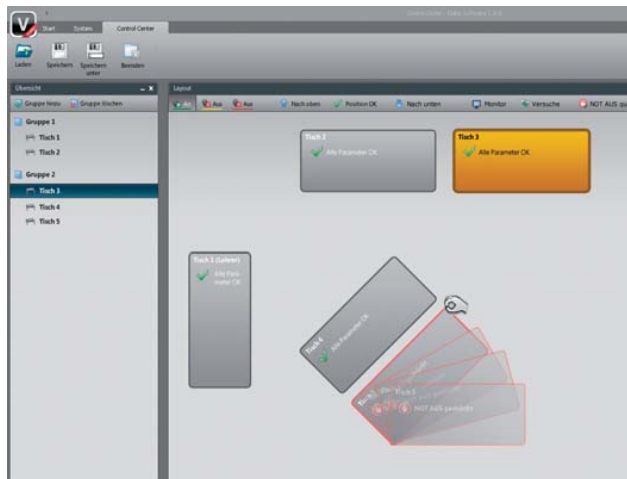 V
Start System Control Center
Laden Speichern Speichern unter Beenden
Übersicht
Layout
Gruppe hinzu Gruppe löschen
An Aus Aus Nach oben Position OK Nach unten Monitor Versuche NOT AUS qu
Gruppe 1
Tisch 1
Tisch 2
Gruppe 2
Tisch 3
Tisch 4
Tisch 5
Tisch 2
Alle Parameter OK
Tisch 3
Alle Parameter OK
Tisch 1 (Lehrer)
Alle Para-
meter OK
Tisch 4
Alle Parameter OK
Tisch 5
NOT AUS gedrückt